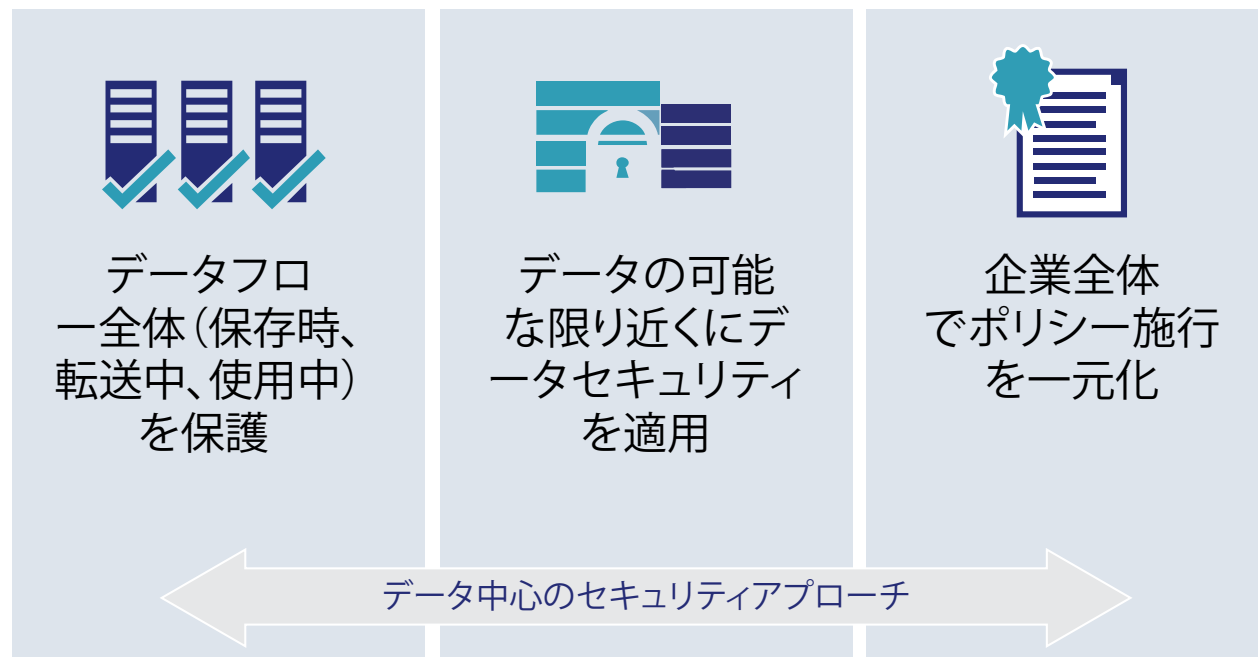 データフロ
ー全体（保存時、
転送中、使用中）
を保護
データの可能
な限り近くにデ
ータセキュリティ
を適用
企業全体
でポリシー施行
を一元化
データ中心のセキュリティアプローチ